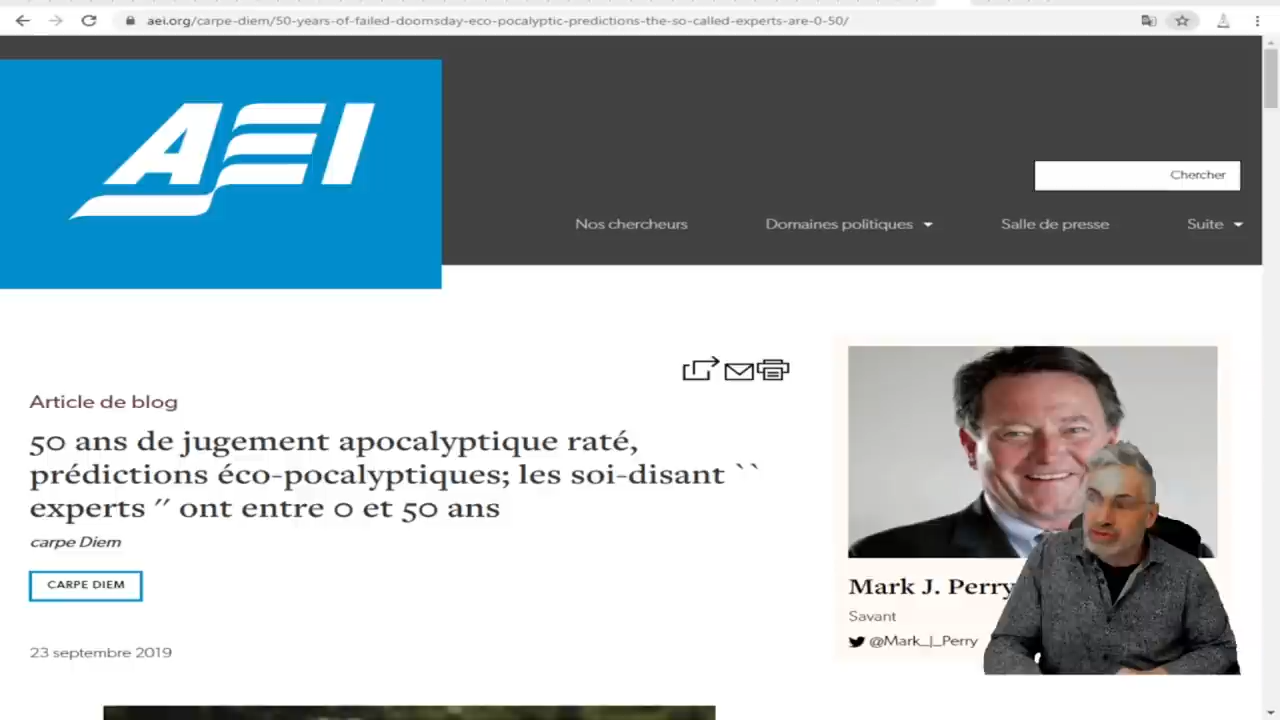 aei.org/carpe-diem/50-years-of-failed-doomsday-eco-pocalyptic-predictions-the-so-called-experts-are-0-50/
AEI
Chercher
Nos chercheurs
Domaines politiques
Salle de presse
Suite
Article de blog
50 ans de jugement apocalyptique raté,
prédictions éco-pocalyptiques; les soi-disant ``
experts ″ ont entre 0 et 50 ans
carpe Diem
CARPE DIEM
23 septembre 2019
Mark J. Perry
Savant
@Mark_J_Perry